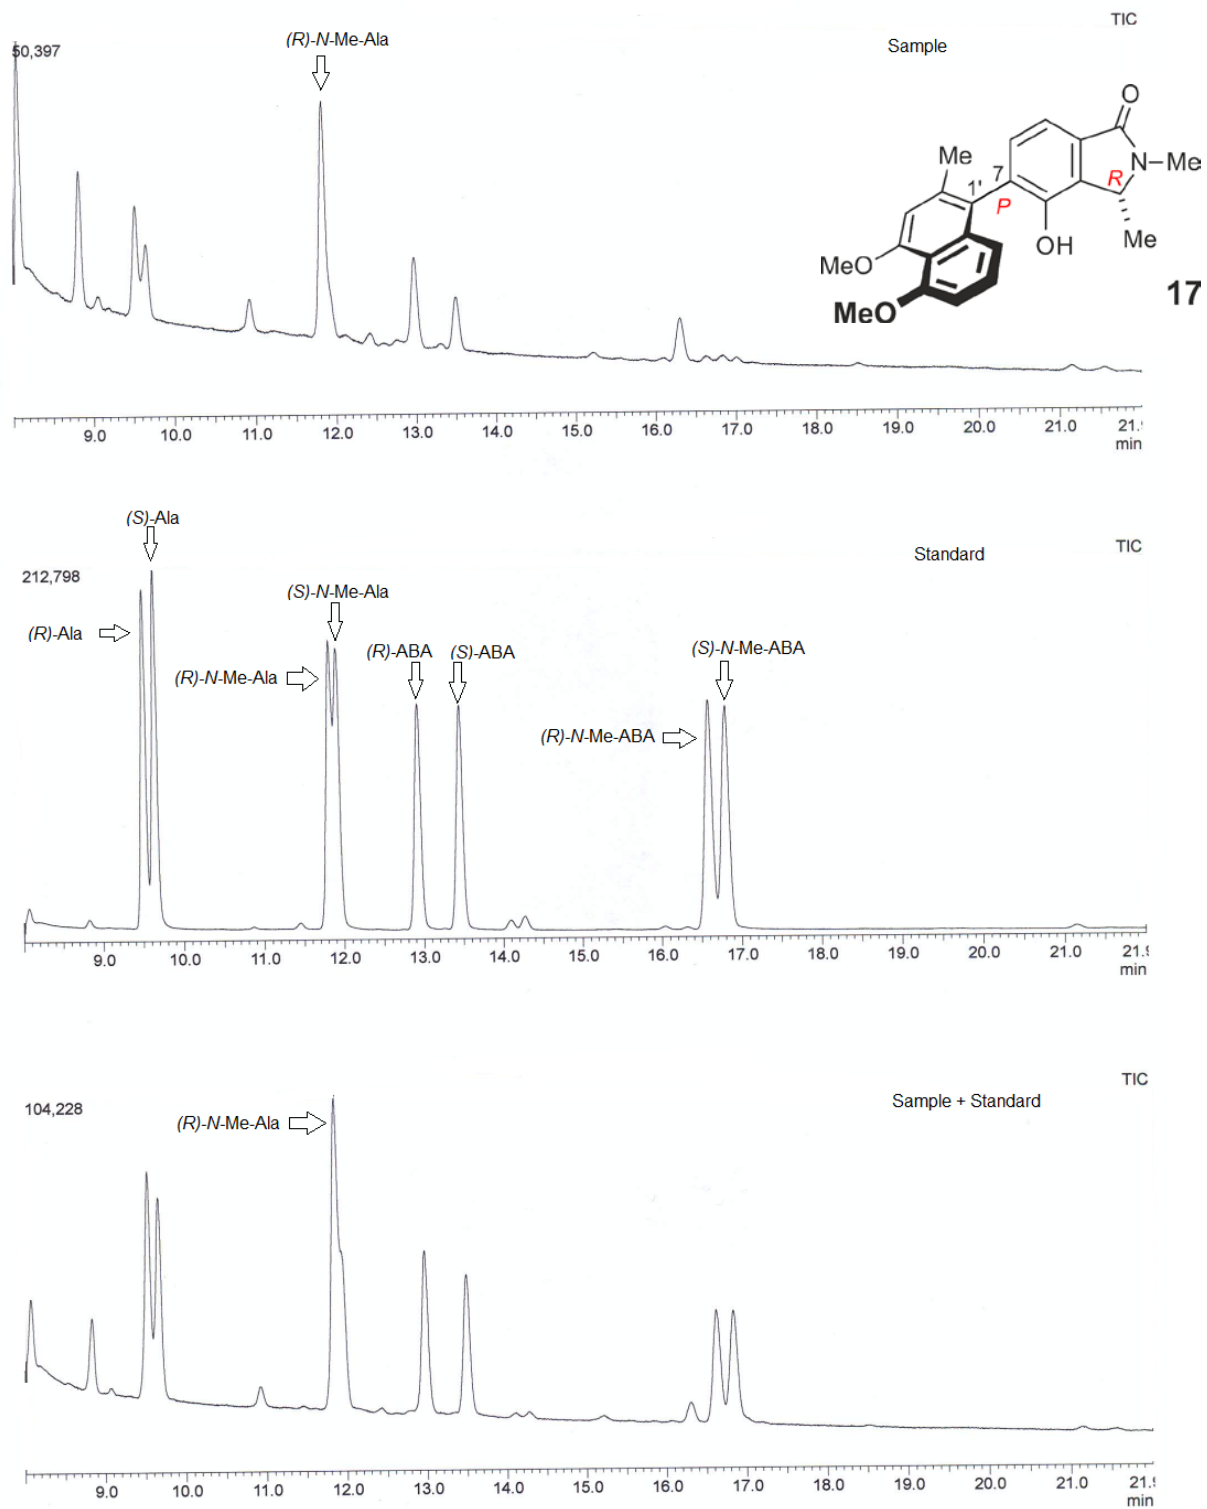 TIC
(R)-N-Me-Ala
50,397
Sample
O
Me
7
N–Me
R
1'
P
OH
Me
MeO
MeO
17
9.0 10.0 11.0 12.0 13.0 14.0 15.0 16.0 17.0 18.0 19.0 20.0 21.0 21.
min
(S)-Ala
TIC
Standard
212,798
(S)-N-Me-Ala
(R)-Ala
(R)-ABA (S)-ABA
(S)-N-Me-ABA
(R)-N-Me-Ala
(R)-N-Me-ABA
9.0 10.0 11.0 12.0 13.0 14.0 15.0 16.0 17.0 18.0 19.0 20.0 21.0 21.
min
TIC
104,228
Sample + Standard
(R)-N-Me-Ala
9.0 10.0 11.0 12.0 13.0 14.0 15.0 16.0 17.0 18.0 19.0 20.0 21.0 21.
min